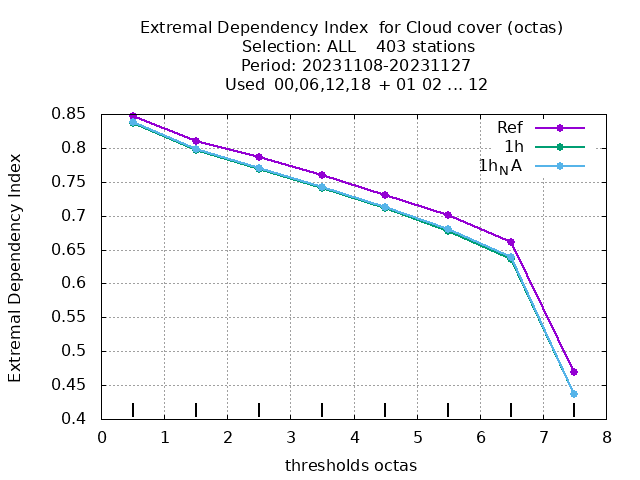 Extremal Dependency Index  for Cloud cover (octas)
Selection: ALL    403 stations
Period: 20231108-20231127
Used  00,06,12,18  + 01 02 ... 12
Ref
1h
1h_NA
Extremal Dependency Index
0.85
0.8
0.75
0.7
0.65
0.6
0.55
0.5
0.45
0.4
0 1 2 3 4 5 6 7 8
thresholds octas